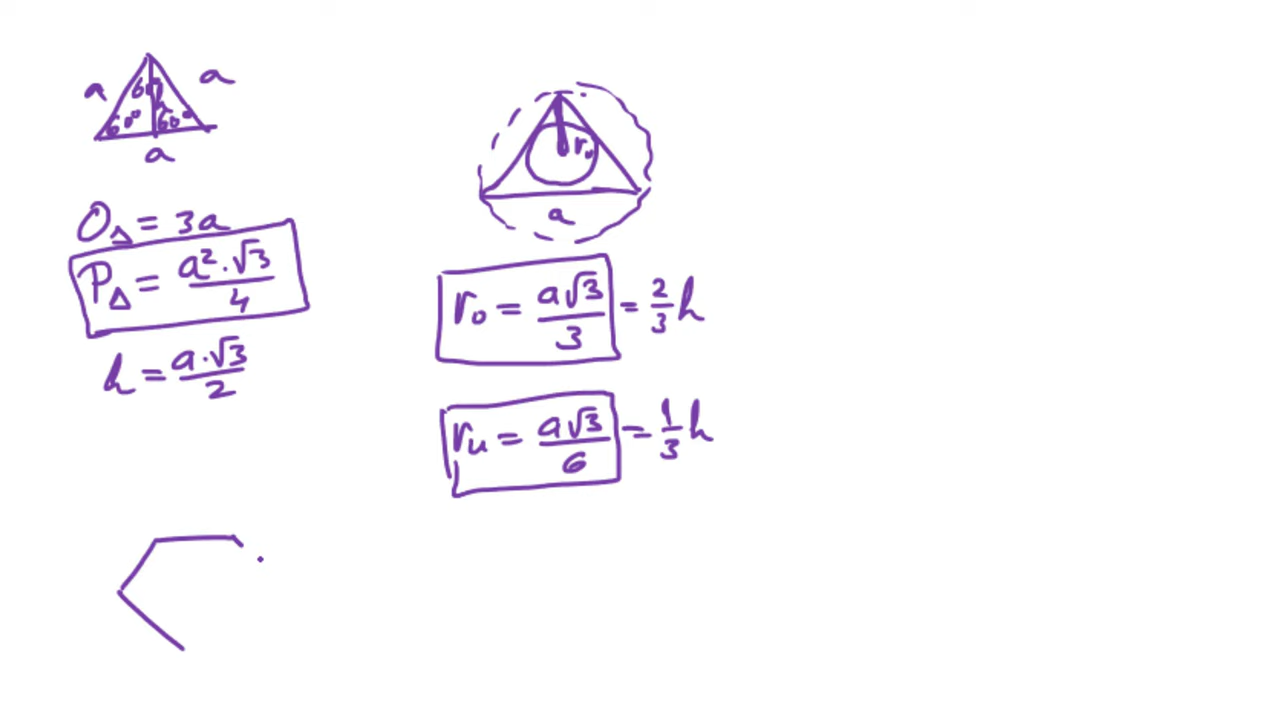 a a
60° h
60° 60°
a
O△ = 3a
P△ = a²·√3/4
h = a·√3/2
r₀
a
r₀ = a√3/3 = 2/3 h
rᵤ = a√3/6 = 1/3 h